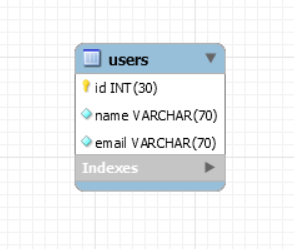 users
id INT(30)
name VARCHAR(70)
email VARCHAR(70)
Indexes